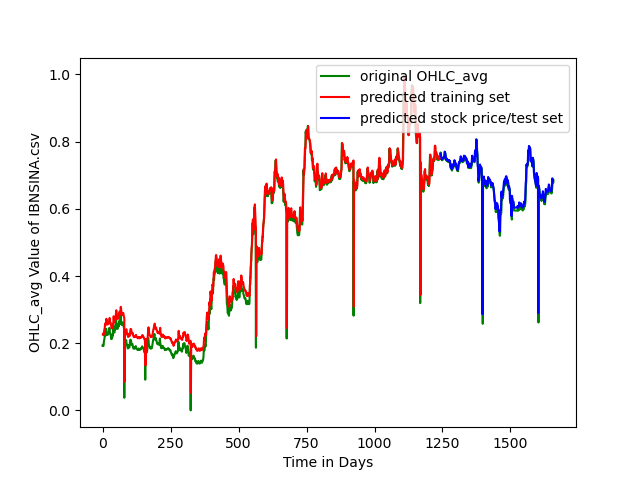 original OHLC_avg
predicted training set
predicted stock price/test set
OHLC_avg Value of IBNSINA.csv
1.0
0.8
0.6
0.4
0.2
0.0
0 250 500 750 1000 1250 1500
Time in Days